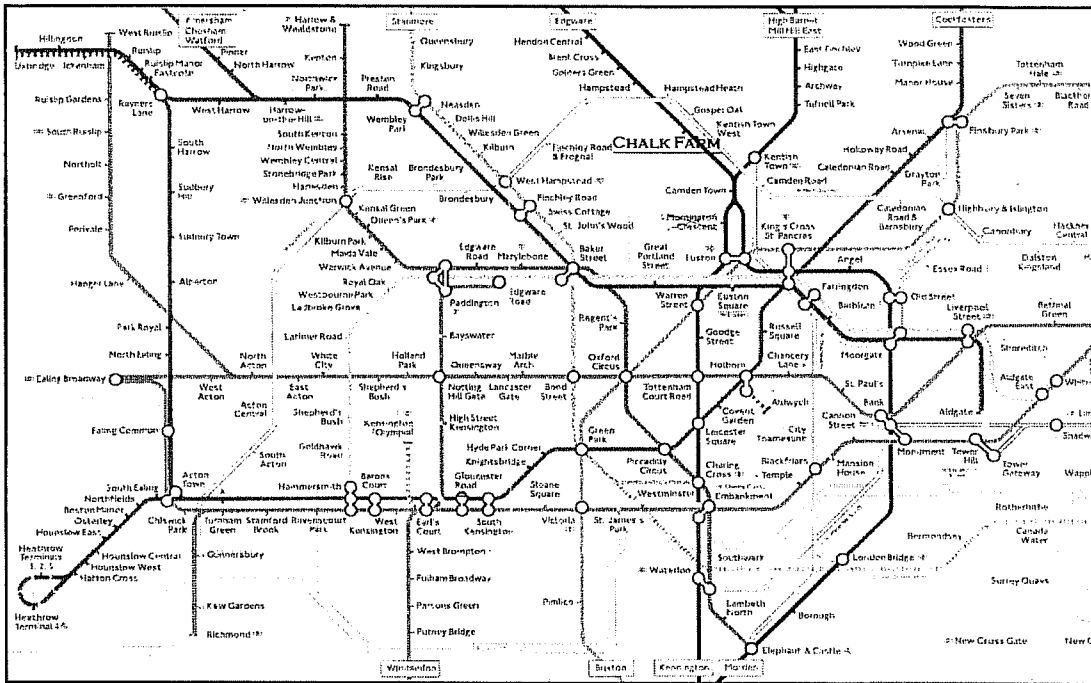 Amersham
Chesham
Watford
Harrow &
Wealdstone
Stanmore
Edgware
High Barnet
Mill Hill East
Cockfosters
Hillingdon
West Ruislip
Uxbridge
Ickenham
Ruislip
Ruislip Manor
Eastcote
Pinner
North Harrow
Kenton
Northwick
Park
Preston
Road
Queensbury
Kingsbury
Hendon Central
Brent Cross
Golders Green
Hampstead
Hampstead Heath
Gospel Oak
Kentish Town
West
East Finchley
Highgate
Archway
Tufnell Park
Wood Green
Turnpike Lane
Manor House
Tottenham
Hale
Seven
Sisters
Ruislip Gardens
South Ruislip
Northolt
Greenford
Perivale
Hanger Lane
Rayners
Lane
West Harrow
Harrow-
on-the-Hill
South
Harrow
Sudbury
Hill
Sudbury Town
Alperton
Park Royal
North Ealing
South Kenton
North Wembley
Wembley Central
Stonebridge Park
Harlesden
Willesden Junction
Wembley
Park
Neasden
Dollis Hill
Willesden Green
Kilburn
Finchley Road
& Frognal
CHALK FARM
West Hampstead
Finchley Road
Swiss Cottage
St. John's Wood
Kensal
Rise
Brondesbury
Park
Brondesbury
Kensal Green
Queen's Park
Kilburn Park
Maida Vale
Warwick Avenue
Royal Oak
Westbourne Park
Ladbroke Grove
Latimer Road
Kentish
Town
Camden Town
Camden Road
Mornington
Crescent
Arsenal
Holloway Road
Caledonian Road
Finsbury Park
Drayton
Park
Caledonian
Road &
Barnsbury
Highbury & Islington
Canonbury
Hackney
Central
Dalston
Kingsland
Essex Road
King's Cross
St. Pancras
Euston
Angel
Old Street
Edgware
Road
Marylebone
Baker
Street
Great
Portland
Street
Warren Street
Euston
Square
Farringdon
Barbican
Liverpool
Street
Bethnal
Green
Paddington
Edgware
Road
Bayswater
Regent's
Park
Goodge
Street
Russell
Square
Chancery
Lane
Moorgate
Shoreditch
Aldgate
East
Aldgate
Ealing Broadway
West
Acton
North
Acton
East
Acton
White
City
Shepherd's
Bush
Holland
Park
Queensway
Notting
Hill Gate
Lancaster
Gate
Marble
Arch
Bond
Street
Oxford
Circus
Tottenham
Court Road
Holborn
St. Paul's
Bank
Aldwych
Covent
Garden
City
Thameslink
Cannon
Street
Monument
Tower
Hill
Tower
Gateway
Mansion
House
Blackfriars
Temple
Acton
Central
South
Acton
Shepherd's
Bush
Goldhawk
Road
Kensington
(Olympia)
High Street
Kensington
Hyde Park Corner
Knightsbridge
Green
Park
Piccadilly
Circus
Leicester
Square
Charing
Cross
Embankment
Westminster
Ealing Common
South Ealing
Northfields
Boston Manor
Osterley
Hounslow East
Hounslow Central
Hounslow West
Hatton Cross
Heathrow
Terminals
1, 2, 3
Heathrow
Terminal 4
Acton
Town
Chiswick
Park
Turnham
Green
Stamford
Brook
Ravenscourt
Park
Hammersmith
Barons
Court
West
Kensington
Earl's
Court
Gloucester
Road
South
Kensington
Sloane
Square
Victoria
St. James's
Park
Gunnersbury
Kew Gardens
Richmond
West Brompton
Fulham Broadway
Parsons Green
Putney Bridge
Wimbledon
Pimlico
Brixton
Waterloo
Southwark
Lambeth
North
Kennington
Morden
Elephant & Castle
Borough
London Bridge
Bermondsey
Rotherhithe
Canada
Water
Surrey Quays
New Cross Gate